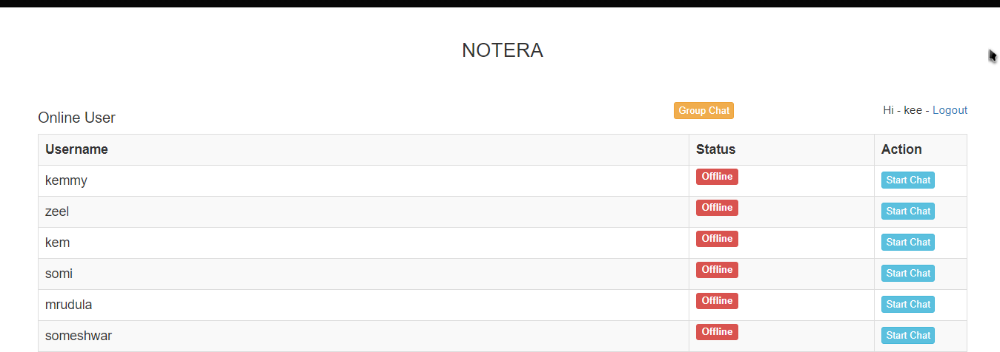 NOTERA
Online User Group Chat Hi - kee - Logout
Username Status Action
kemmy Offline Start Chat
zeel Offline Start Chat
kem Offline Start Chat
somi Offline Start Chat
mrudula Offline Start Chat
someshwar Offline Start Chat